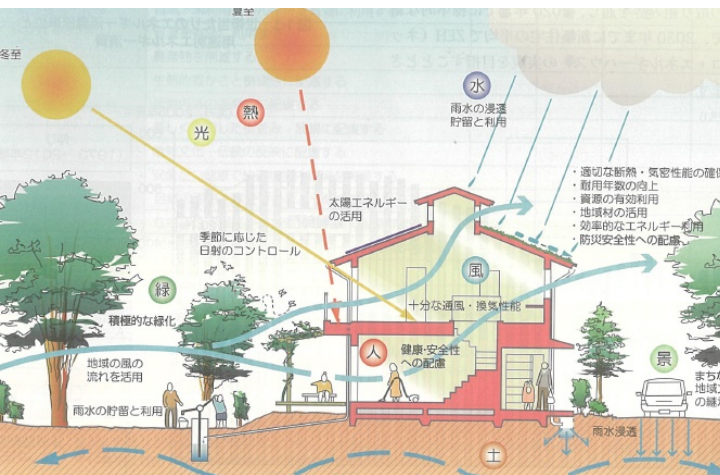 冬至
夏至
光
熱
水
雨水の浸透
貯留と利用
太陽エネルギー
の活用
季節に応じた
日射のコントロール
・適切な断熱・気密性能の確保
・耐用年数の向上
・資源の有効利用
・地域材の活用
・効率的なエネルギー利用
防災安全性への配慮
緑
積極的な緑化
風
十分な通風・換気性能
人
健康・安全性
への配慮
地域の風の
流れを活用
雨水の貯留と利用
景
まちな
地域
の継
雨水浸透
土